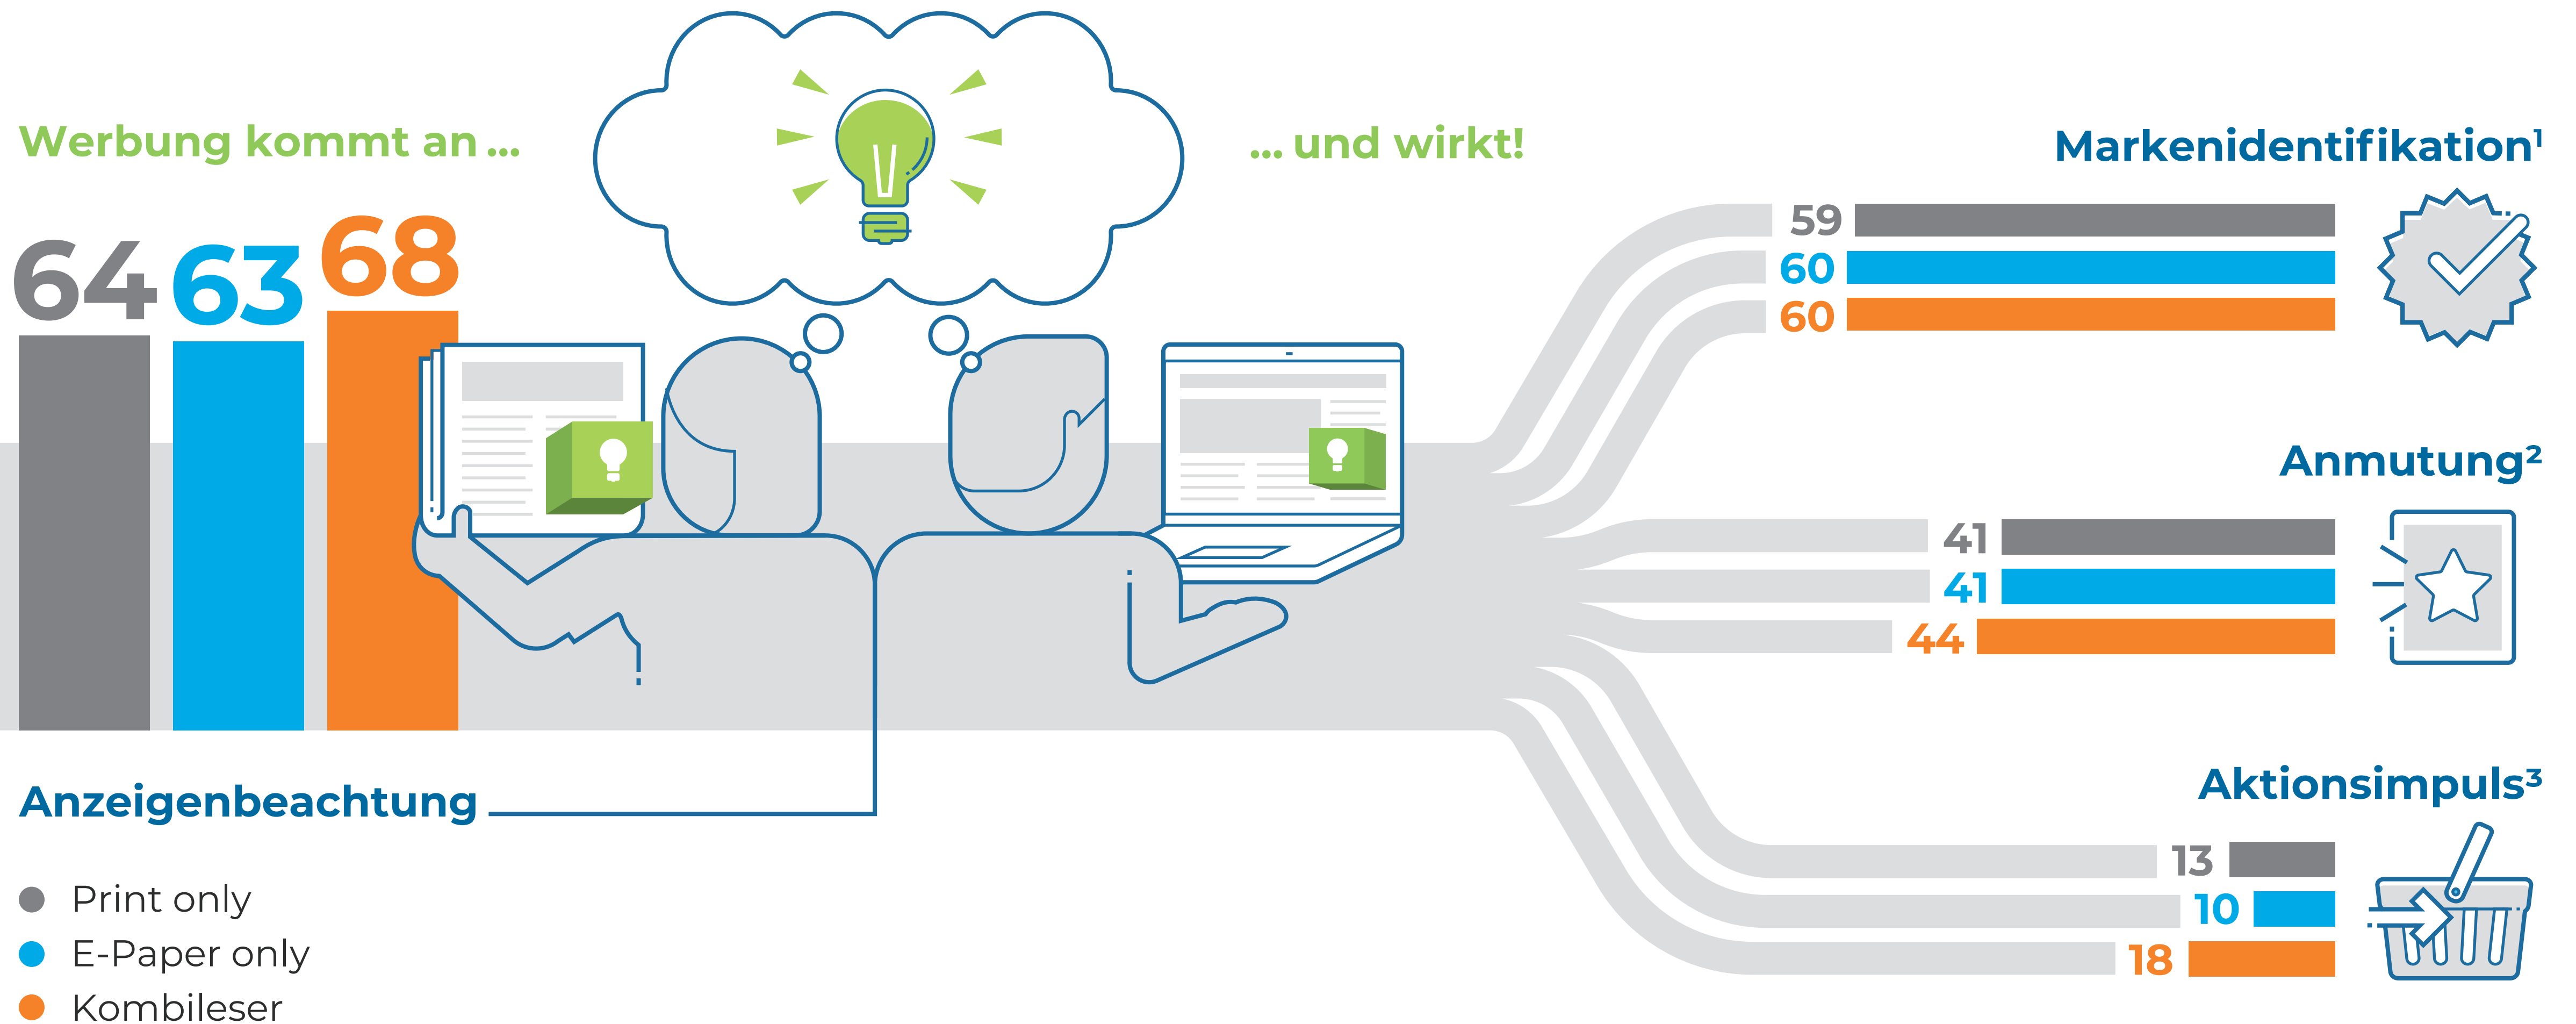 Werbung kommt an ...
64
63
68
Anzeigenbeachtung
Print only
E-Paper only
Kombileser
... und wirkt!
Markenidentifikation¹
59
60
60
Anmutung²
41
41
44
Aktionsimpuls³
13
10
18